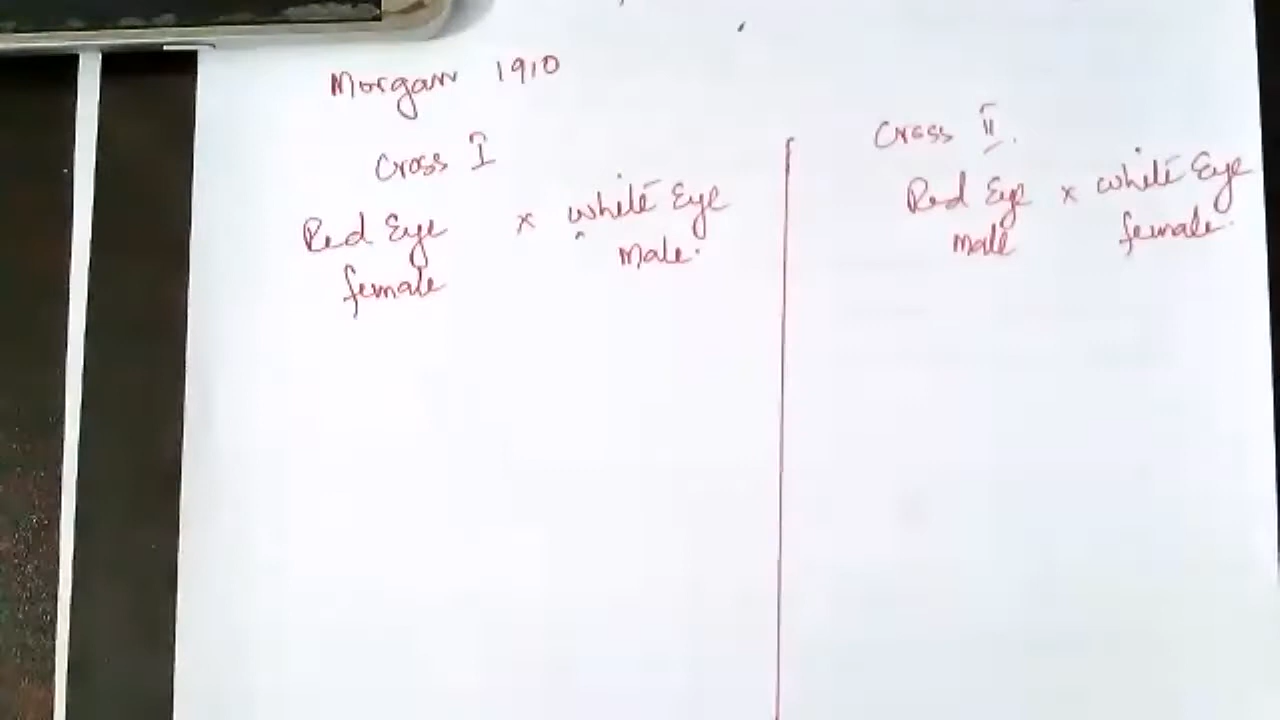 Morgan 1910
Cross I
Red Eye x white Eye
female male.
Cross II.
Red Eye x white Eye
male female.